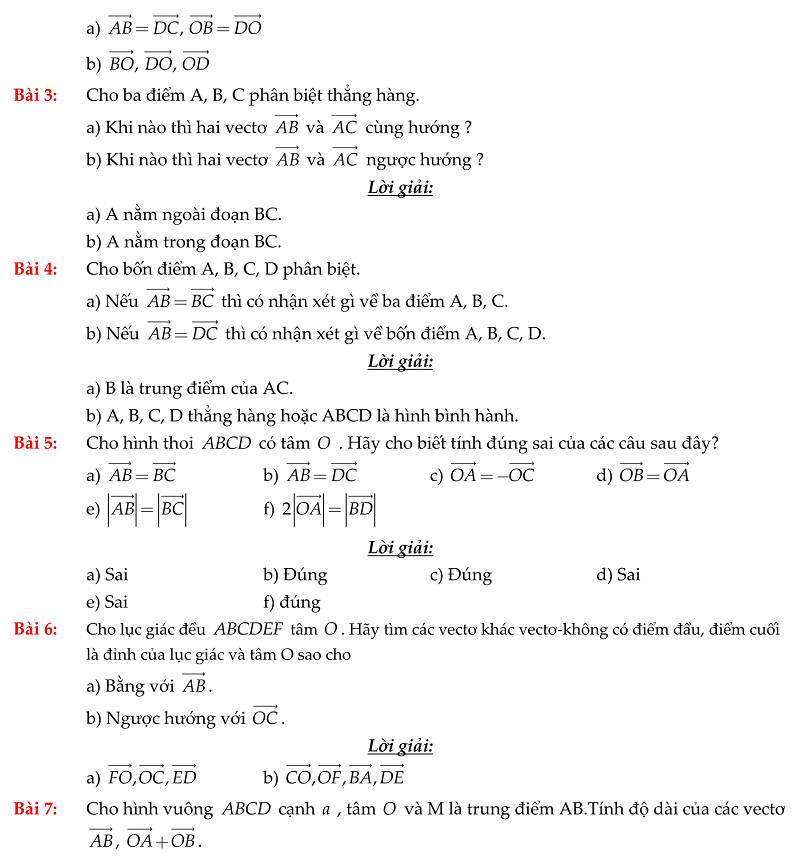 a) $\overrightarrow{AB}=\overrightarrow{DC}$, $\overrightarrow{OB}=\overrightarrow{DO}$
b) $\overrightarrow{BO}$, $\overrightarrow{DO}$, $\overrightarrow{OD}$
Bài 3: Cho ba điểm A, B, C phân biệt thẳng hàng.
a) Khi nào thì hai vectơ $\overrightarrow{AB}$ và $\overrightarrow{AC}$ cùng hướng ?
b) Khi nào thì hai vectơ $\overrightarrow{AB}$ và $\overrightarrow{AC}$ ngược hướng ?
Lời giải:
a) A nằm ngoài đoạn BC.
b) A nằm trong đoạn BC.
Bài 4: Cho bốn điểm A, B, C, D phân biệt.
a) Nếu $\overrightarrow{AB}=\overrightarrow{BC}$ thì có nhận xét gì về ba điểm A, B, C.
b) Nếu $\overrightarrow{AB}=\overrightarrow{DC}$ thì có nhận xét gì về bốn điểm A, B, C, D.
Lời giải:
a) B là trung điểm của AC.
b) A, B, C, D thẳng hàng hoặc ABCD là hình bình hành.
Bài 5: Cho hình thoi ABCD có tâm O . Hãy cho biết tính đúng sai của các câu sau đây?
a) $\overrightarrow{AB}=\overrightarrow{BC}$ b) $\overrightarrow{AB}=\overrightarrow{DC}$ c) $\overrightarrow{OA}=-\overrightarrow{OC}$ d) $\overrightarrow{OB}=\overrightarrow{OA}$
e) $|\overrightarrow{AB}|=|\overrightarrow{BC}|$ f) $2|\overrightarrow{OA}|=|\overrightarrow{BD}|$
Lời giải:
a) Sai b) Đúng c) Đúng d) Sai
e) Sai f) đúng
Bài 6: Cho lục giác đều ABCDEF tâm O . Hãy tìm các vectơ khác vectơ-không có điểm đầu, điểm cuối
là đỉnh của lục giác và tâm O sao cho
a) Bằng với $\overrightarrow{AB}$.
b) Ngược hướng với $\overrightarrow{OC}$.
Lời giải:
a) $\overrightarrow{FO},\overrightarrow{OC},\overrightarrow{ED}$ b) $\overrightarrow{CO},\overrightarrow{OF},\overrightarrow{BA},\overrightarrow{DE}$
Bài 7: Cho hình vuông ABCD cạnh a , tâm O và M là trung điểm AB.Tính độ dài của các vectơ
$\overrightarrow{AB}$, $\overrightarrow{OA}+\overrightarrow{OB}$.